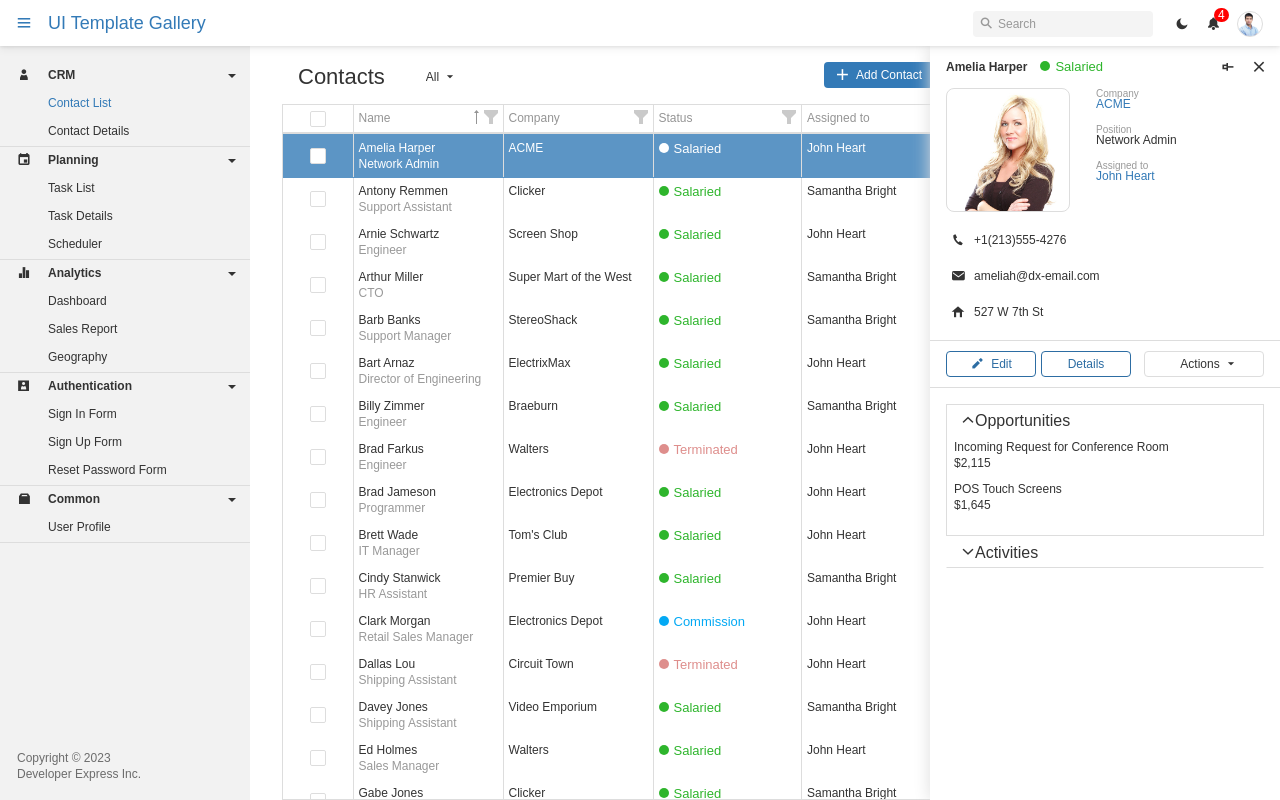 UI Template Gallery
Search
4
CRM
Contact List
Contact Details
Planning
Task List
Task Details
Scheduler
Analytics
Dashboard
Sales Report
Geography
Authentication
Sign In Form
Sign Up Form
Reset Password Form
Common
User Profile
Copyright © 2023
Developer Express Inc.
Contacts
All
Add Contact
Name Company Status Assigned to
Amelia Harper ACME Salaried John Heart
Network Admin
Antony Remmen Clicker Salaried Samantha Bright
Support Assistant
Arnie Schwartz Screen Shop Salaried John Heart
Engineer
Arthur Miller Super Mart of the West Salaried Samantha Bright
CTO
Barb Banks StereoShack Salaried Samantha Bright
Support Manager
Bart Arnaz ElectrixMax Salaried John Heart
Director of Engineering
Billy Zimmer Braeburn Salaried Samantha Bright
Engineer
Brad Farkus Walters Terminated John Heart
Engineer
Brad Jameson Electronics Depot Salaried John Heart
Programmer
Brett Wade Tom's Club Salaried John Heart
IT Manager
Cindy Stanwick Premier Buy Salaried Samantha Bright
HR Assistant
Clark Morgan Electronics Depot Commission John Heart
Retail Sales Manager
Dallas Lou Circuit Town Terminated John Heart
Shipping Assistant
Davey Jones Video Emporium Salaried Samantha Bright
Shipping Assistant
Ed Holmes Walters Salaried John Heart
Sales Manager
Gabe Jones Clicker Salaried Samantha Bright
Amelia Harper Salaried
Company
ACME
Position
Network Admin
Assigned to
John Heart
+1(213)555-4276
ameliah@dx-email.com
527 W 7th St
Edit Details Actions
Opportunities
Incoming Request for Conference Room
$2,115
POS Touch Screens
$1,645
Activities